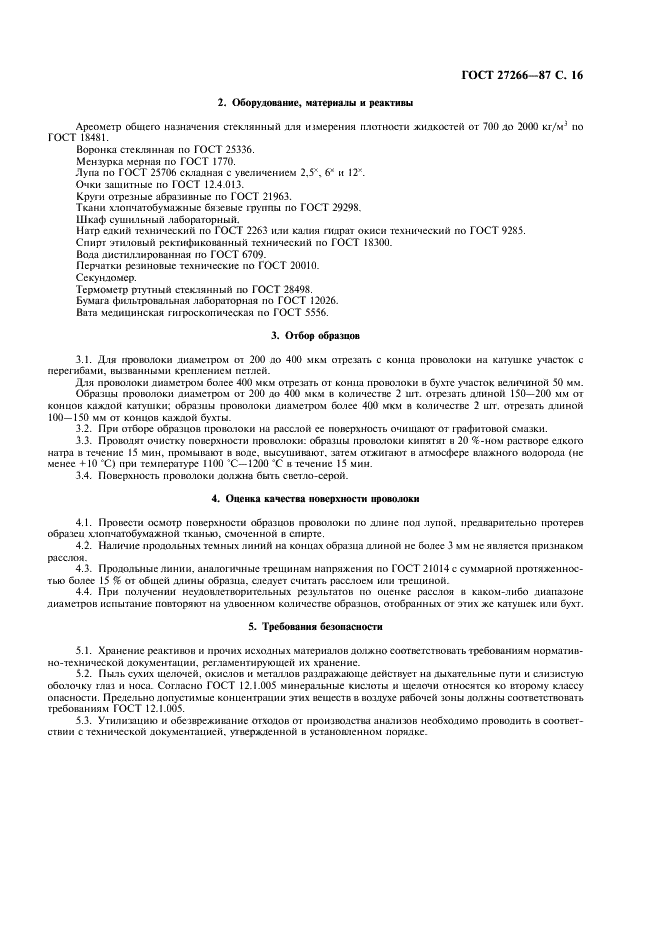 ГОСТ 27266—87 С. 16
2. Оборудование, материалы и реактивы
Ареометр общего назначения стеклянный для измерения плотности жидкостей от 700 до 2000 кг/м³ по
ГОСТ 18481.
Воронка стеклянная по ГОСТ 25336.
Мензурка мерная по ГОСТ 1770.
Лупа по ГОСТ 25706 складная с увеличением 2,5ˣ, 6ˣ и 12ˣ.
Очки защитные по ГОСТ 12.4.013.
Круги отрезные абразивные по ГОСТ 21963.
Ткани хлопчатобумажные бязевые группы по ГОСТ 29298.
Шкаф сушильный лабораторный.
Натр едкий технический по ГОСТ 2263 или калия гидрат окиси технический по ГОСТ 9285.
Спирт этиловый ректификованный технический по ГОСТ 18300.
Вода дистиллированная по ГОСТ 6709.
Перчатки резиновые технические по ГОСТ 20010.
Секундомер.
Термометр ртутный стеклянный по ГОСТ 28498.
Бумага фильтровальная лабораторная по ГОСТ 12026.
Вата медицинская гигроскопическая по ГОСТ 5556.
3. Отбор образцов
3.1. Для проволоки диаметром от 200 до 400 мкм отрезать с конца проволоки на катушке участок с
перегибами, вызванными креплением петлей.
Для проволоки диаметром более 400 мкм отрезать от конца проволоки в бухте участок величиной 50 мм.
Образцы проволоки диаметром от 200 до 400 мкм в количестве 2 шт. отрезать длиной 150—200 мм от
концов каждой катушки; образцы проволоки диаметром более 400 мкм в количестве 2 шт. отрезать длиной
100—150 мм от концов каждой бухты.
3.2. При отборе образцов проволоки на расслой ее поверхность очищают от графитовой смазки.
3.3. Проводят очистку поверхности проволоки: образцы проволоки кипятят в 20 %-ном растворе едкого
натра в течение 15 мин, промывают в воде, высушивают, затем отжигают в атмосфере влажного водорода (не
менее +10 °С) при температуре 1100 °С—1200 °С в течение 15 мин.
3.4. Поверхность проволоки должна быть светло-серой.
4. Оценка качества поверхности проволоки
4.1. Провести осмотр поверхности образцов проволоки по длине под лупой, предварительно протерев
образец хлопчатобумажной тканью, смоченной в спирте.
4.2. Наличие продольных темных линий на концах образца длиной не более 3 мм не является признаком
расслоя.
4.3. Продольные линии, аналогичные трещинам напряжения по ГОСТ 21014 с суммарной протяженнос-
тью более 15 % от общей длины образца, следует считать расслоем или трещиной.
4.4. При получении неудовлетворительных результатов по оценке расслоя в каком-либо диапазоне
диаметров испытание повторяют на удвоенном количестве образцов, отобранных от этих же катушек или бухт.
5. Требования безопасности
5.1. Хранение реактивов и прочих исходных материалов должно соответствовать требованиям норматив-
но-технической документации, регламентирующей их хранение.
5.2. Пыль сухих щелочей, окислов и металлов раздражающе действует на дыхательные пути и слизистую
оболочку глаз и носа. Согласно ГОСТ 12.1.005 минеральные кислоты и щелочи относятся ко второму классу
опасности. Предельно допустимые концентрации этих веществ в воздухе рабочей зоны должны соответствовать
требованиям ГОСТ 12.1.005.
5.3. Утилизацию и обезвреживание отходов от производства анализов необходимо проводить в соответ-
ствии с технической документацией, утвержденной в установленном порядке.